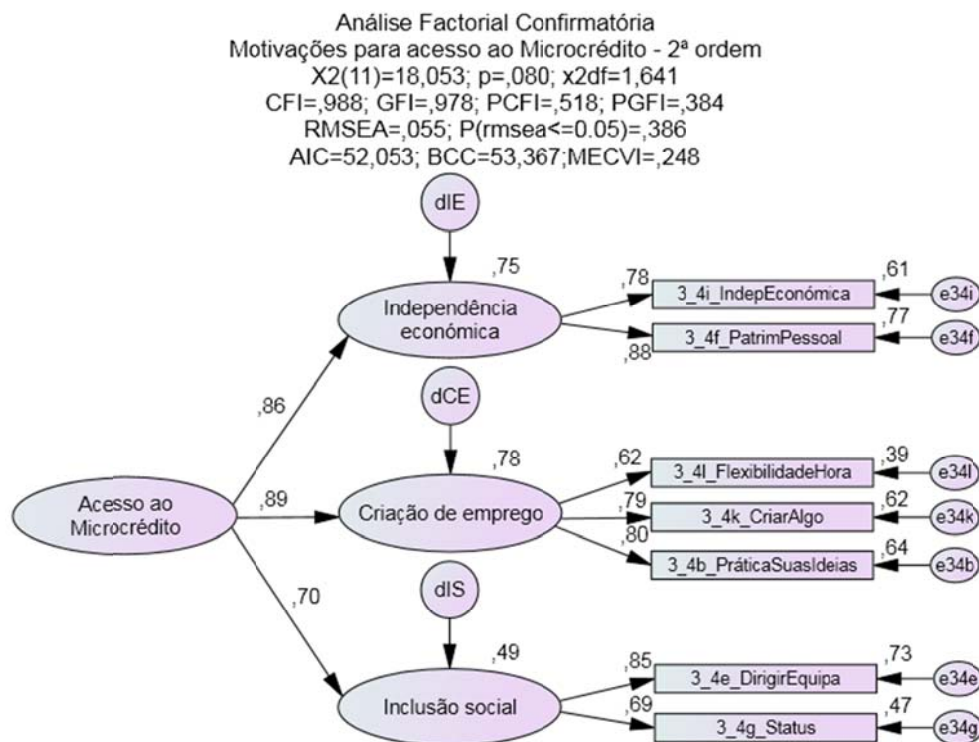 Análise Factorial Confirmatória
Motivações para acesso ao Microcrédito - 2ª ordem
X2(11)=18,053; p=,080; x2df=1,641
CFI=,988; GFI=,978; PCFI=,518; PGFI=,384
RMSEA=,055; P(rmsea<=0.05)=,386
AIC=52,053; BCC=53,367;MECVI=,248
dIE
,75
Independência
económica
,78
3_4i_IndepEconómica
,61
e34i
,88
3_4f_PatrimPessoal
,77
e34f
,86
dCE
,78
Criação de emprego
,62
3_4l_FlexibilidadeHora
,39
e34l
,79
3_4k_CriarAlgo
,62
e34k
,80
3_4b_PráticaSuasIdeias
,64
e34b
Acesso ao
Microcrédito
,89
,70
dIS
,49
Inclusão social
,85
3_4e_DirigirEquipa
,73
e34e
,69
3_4g_Status
,47
e34g